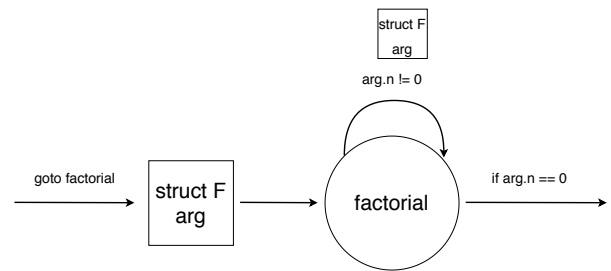 struct F
arg
arg.n != 0
goto factorial
struct F
arg
factorial
if arg.n == 0